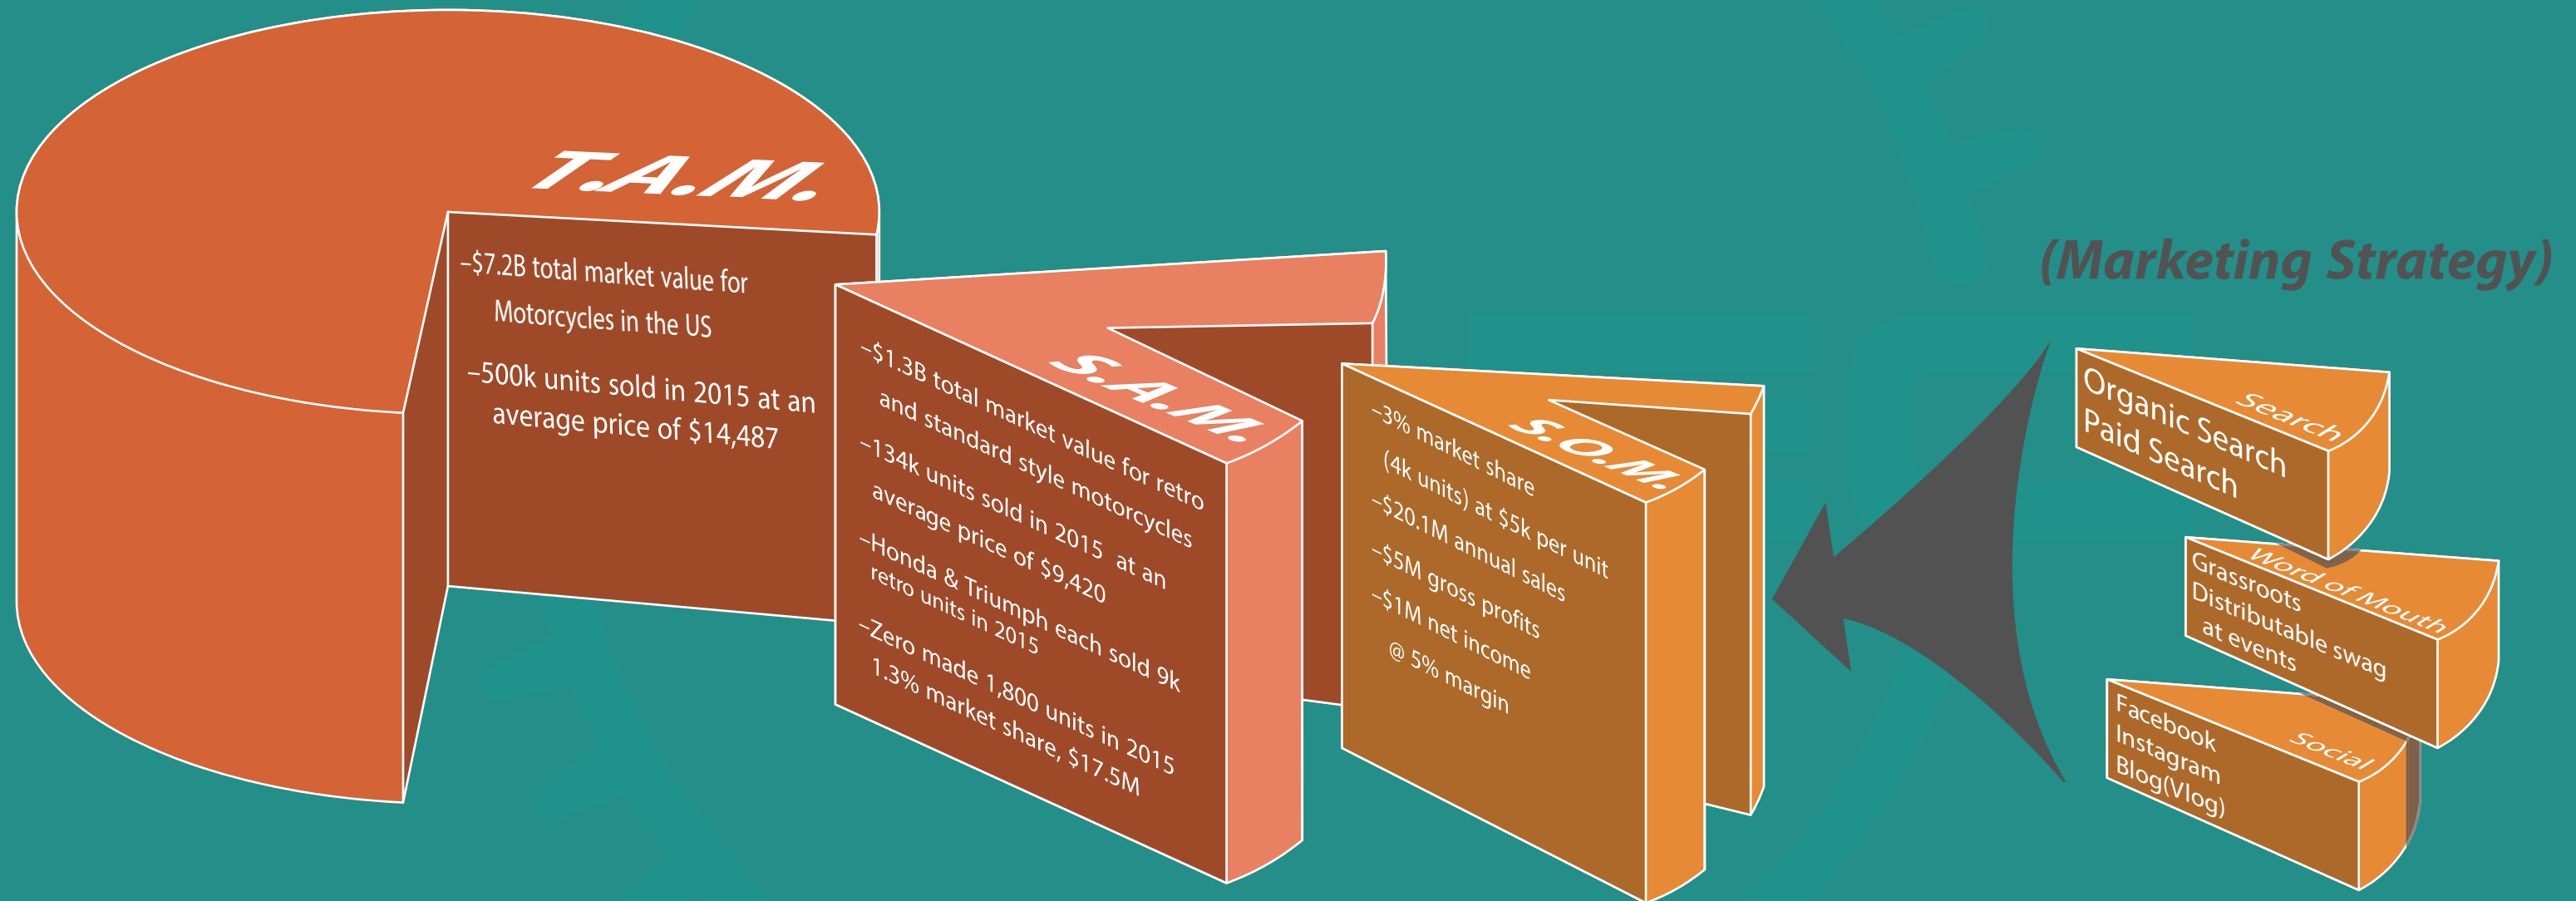 T.A.M.
–$7.2B total market value for
Motorcycles in the US
–500k units sold in 2015 at an
average price of $14,487
S.A.M.
–$1.3B total market value for retro
and standard style motorcycles
–134k units sold in 2015 at an
average price of $9,420
–Honda & Triumph each sold 9k
retro units in 2015
–Zero made 1,800 units in 2015
1.3% market share, $17.5M
S.O.M.
–3% market share
(4k units) at $5k per unit
–$20.1M annual sales
–$5M gross profits
–$1M net income
@ 5% margin
(Marketing Strategy)
Search
Organic Search
Paid Search
Word of Mouth
Grassroots
Distributable swag
at events
Social
Facebook
Instagram
Blog(Vlog)